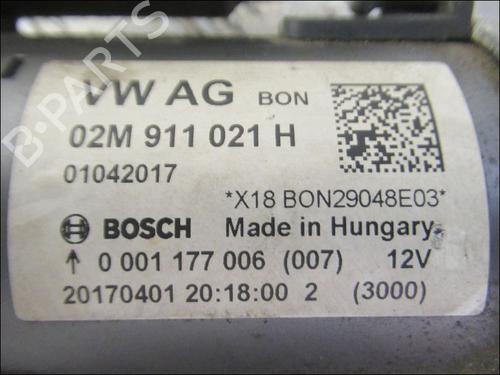 VW AG BON
02M 911 021 H
01042017
*X18 BON29048E03*
BOSCH Made in Hungary
↑ 0 001 177 006 (007) 12V
20170401 20:18:00 2 (3000)
B-PARTS